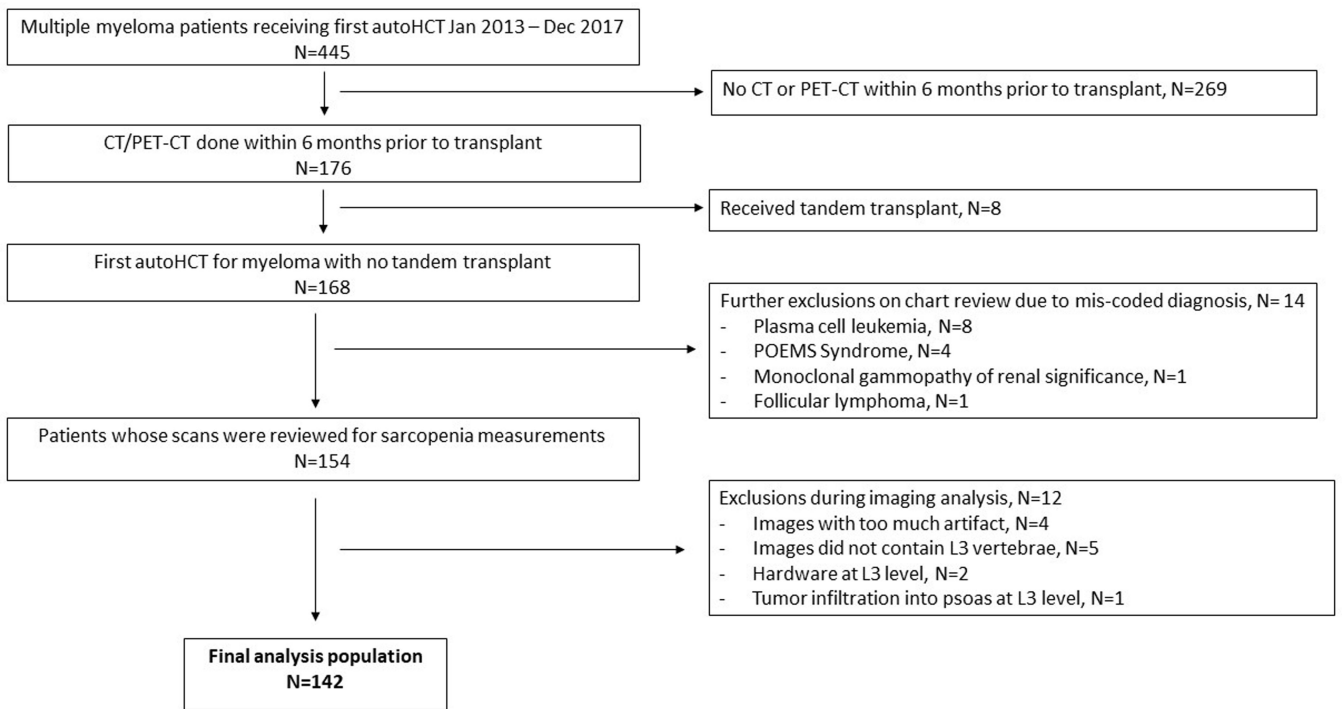 Multiple myeloma patients receiving first autoHCT Jan 2013 – Dec 2017
N=445
No CT or PET-CT within 6 months prior to transplant, N=269
CT/PET-CT done within 6 months prior to transplant
N=176
Received tandem transplant, N=8
First autoHCT for myeloma with no tandem transplant
N=168
Further exclusions on chart review due to mis-coded diagnosis, N= 14
- Plasma cell leukemia, N=8
- POEMS Syndrome, N=4
- Monoclonal gammopathy of renal significance, N=1
- Follicular lymphoma, N=1
Patients whose scans were reviewed for sarcopenia measurements
N=154
Exclusions during imaging analysis, N=12
- Images with too much artifact, N=4
- Images did not contain L3 vertebrae, N=5
- Hardware at L3 level, N=2
- Tumor infiltration into psoas at L3 level, N=1
Final analysis population
N=142